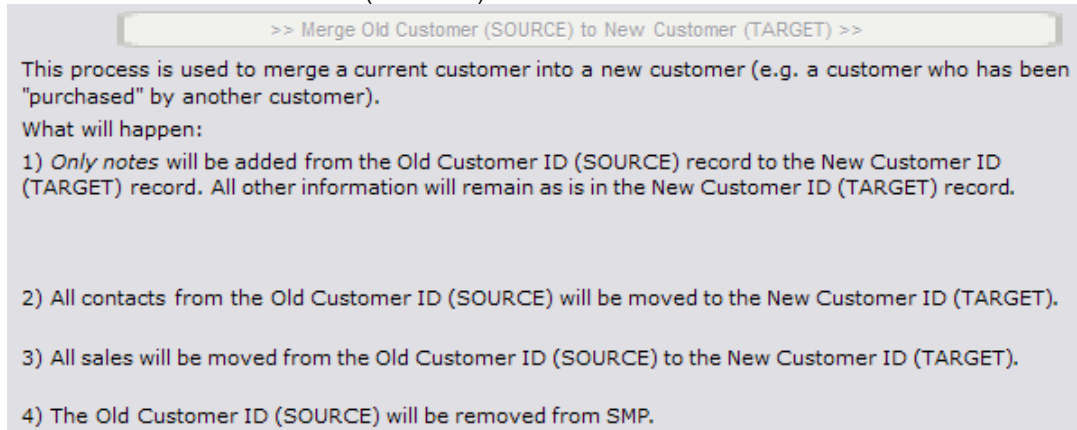 >> Merge Old Customer (SOURCE) to New Customer (TARGET) >>
This process is used to merge a current customer into a new customer (e.g. a customer who has been
"purchased" by another customer).
What will happen:
1) Only notes will be added from the Old Customer ID (SOURCE) record to the New Customer ID
(TARGET) record. All other information will remain as is in the New Customer ID (TARGET) record.
2) All contacts from the Old Customer ID (SOURCE) will be moved to the New Customer ID (TARGET).
3) All sales will be moved from the Old Customer ID (SOURCE) to the New Customer ID (TARGET).
4) The Old Customer ID (SOURCE) will be removed from SMP.